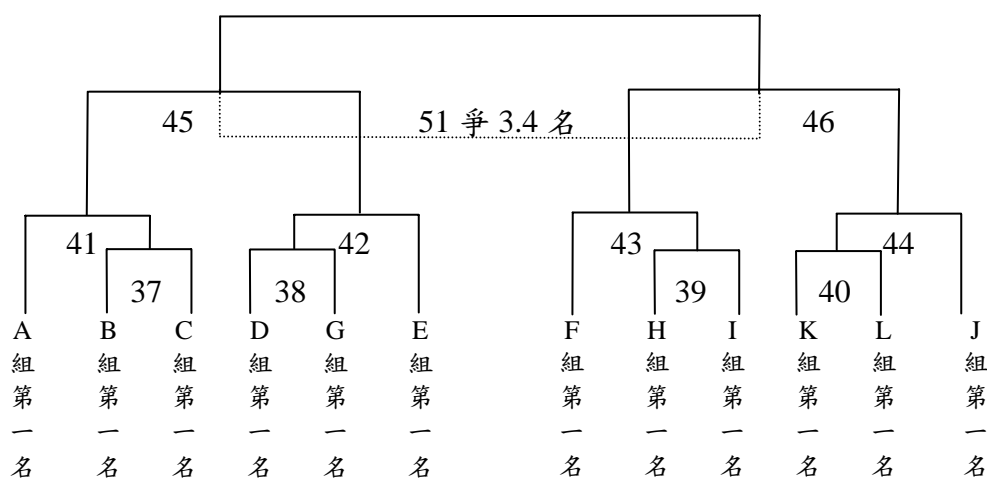 45 51 爭 3.4 名 46
41 42 43 44
37 38 39 40
A B C D G E F H I K L J
組 組 組 組 組 組 組 組 組 組 組 組
第 第 第 第 第 第 第 第 第 第 第 第
一 一 一 一 一 一 一 一 一 一 一 一
名 名 名 名 名 名 名 名 名 名 名 名